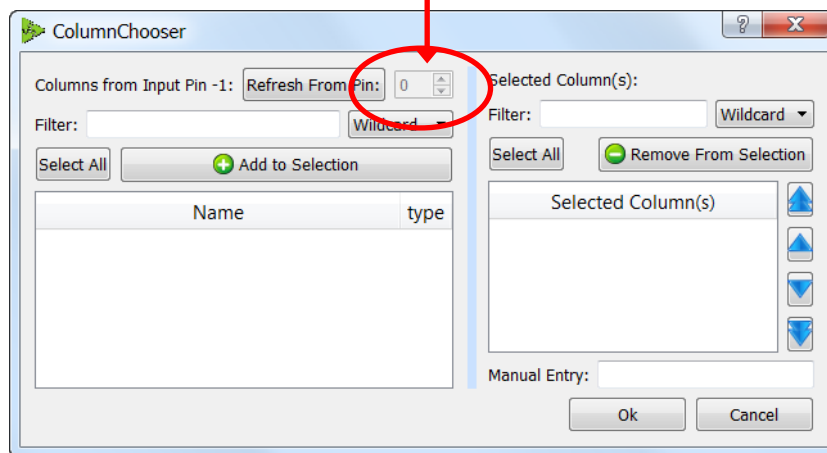 ColumnChooser
Columns from Input Pin -1: Refresh From Pin: 0
Filter: Wildcard
Select All Add to Selection
Name type
Selected Column(s):
Filter: Wildcard
Select All Remove From Selection
Selected Column(s)
Manual Entry:
Ok Cancel